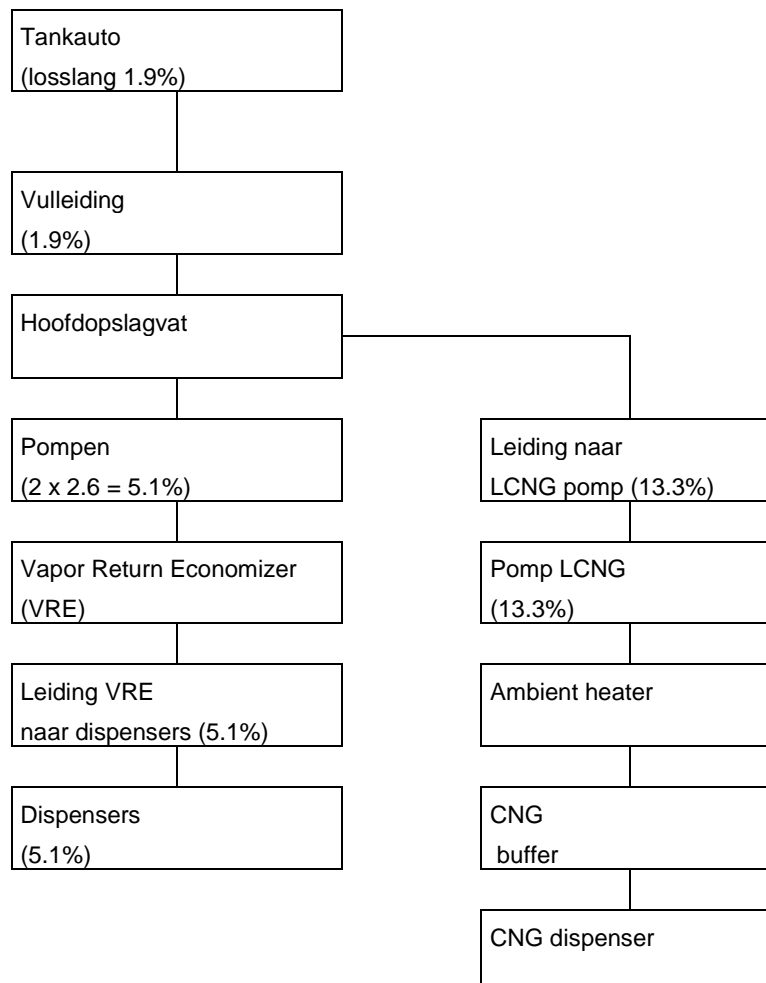 Tankauto
(losslang 1.9%)
Vulleiding
(1.9%)
Hoofdopslagvat
Pompen
(2 x 2.6 = 5.1%)
Vapor Return Economizer
(VRE)
Leiding VRE
naar dispensers (5.1%)
Dispensers
(5.1%)
Leiding naar
LCNG pomp (13.3%)
Pomp LCNG
(13.3%)
Ambient heater
CNG
buffer
CNG dispenser